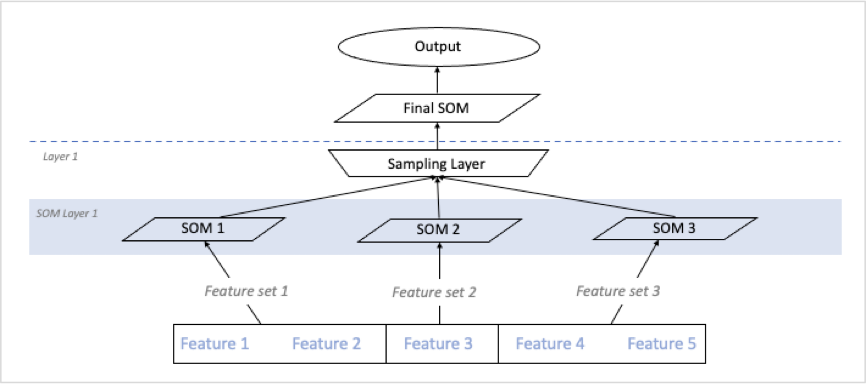 Output
Final SOM
Layer 1
Sampling Layer
SOM Layer 1
SOM 1
SOM 2
SOM 3
Feature set 1
Feature set 2
Feature set 3
Feature 1
Feature 2
Feature 3
Feature 4
Feature 5